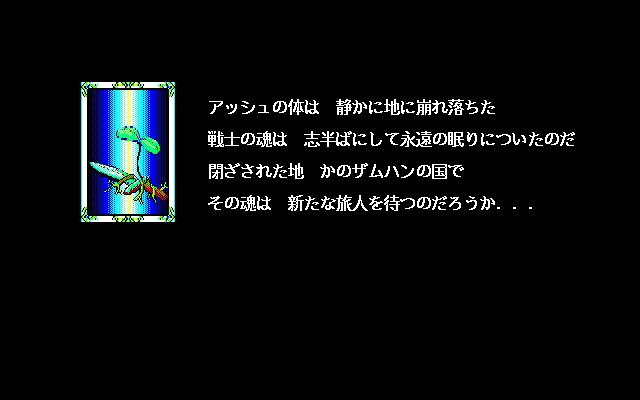 アッシュの体は　静かに地に崩れ落ちた
戦士の魂は　志半ばにして永遠の眠りについたのだ
閉ざされた地　かのザムハンの国で
その魂は　新たな旅人を待つのだろうか．．．